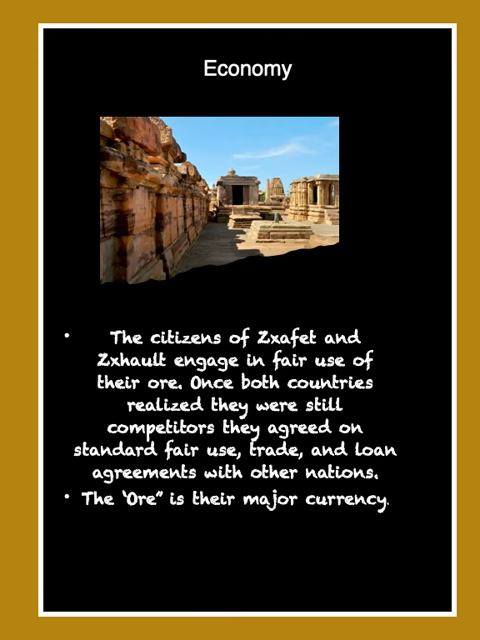 Economy
• The citizens of Zxafet and
Zxhault engage in fair use of
their ore. Once both countries
realized they were still
competitors they agreed on
standard fair use, trade, and loan
agreements with other nations.
• The ‘Ore” is their major currency.